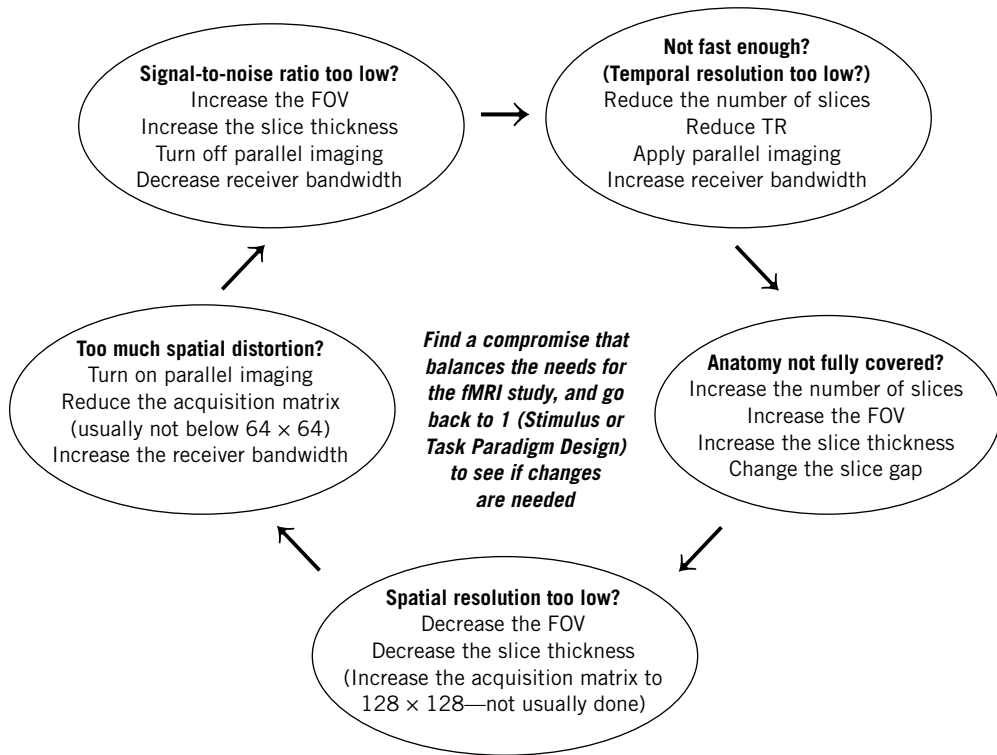 Signal-to-noise ratio too low?
Increase the FOV
Increase the slice thickness
Turn off parallel imaging
Decrease receiver bandwidth
Not fast enough?
(Temporal resolution too low?)
Reduce the number of slices
Reduce TR
Apply parallel imaging
Increase receiver bandwidth
Too much spatial distortion?
Turn on parallel imaging
Reduce the acquisition matrix
(usually not below 64 × 64)
Increase the receiver bandwidth
Find a compromise that
balances the needs for
the fMRI study, and go
back to 1 (Stimulus or
Task Paradigm Design)
to see if changes
are needed
Anatomy not fully covered?
Increase the number of slices
Increase the FOV
Increase the slice thickness
Change the slice gap
Spatial resolution too low?
Decrease the FOV
Decrease the slice thickness
(Increase the acquisition matrix to
128 × 128—not usually done)